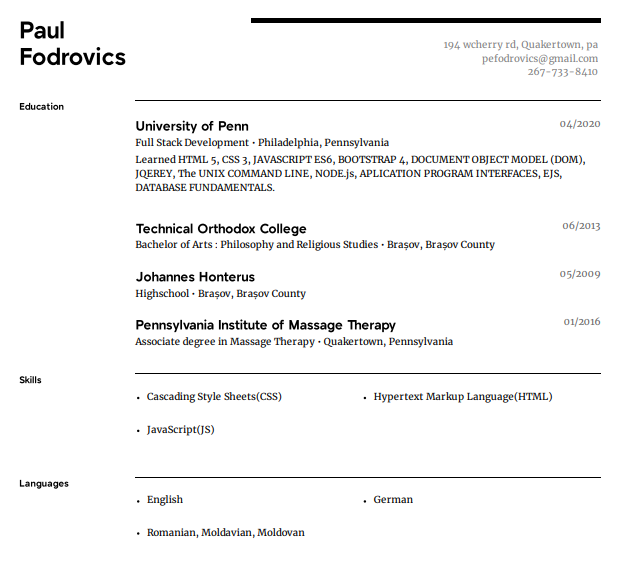 Paul
Fodrovics
194 wcherry rd, Quakertown, pa
pefodrovics@gmail.com
267-733-8410
Education
University of Penn
04/2020
Full Stack Development • Philadelphia, Pennsylvania
Learned HTML 5, CSS 3, JAVASCRIPT ES6, BOOTSTRAP 4, DOCUMENT OBJECT MODEL (DOM),
JQEREY, The UNIX COMMAND LINE, NODE.js, APLICATION PROGRAM INTERFACES, EJS,
DATABASE FUNDAMENTALS.
Technical Orthodox College
06/2013
Bachelor of Arts : Philosophy and Religious Studies • Brașov, Brașov County
Johannes Honterus
05/2009
Highschool • Brașov, Brașov County
Pennsylvania Institute of Massage Therapy
01/2016
Associate degree in Massage Therapy • Quakertown, Pennsylvania
Skills
• Cascading Style Sheets(CSS)
• Hypertext Markup Language(HTML)
• JavaScript(JS)
Languages
• English
• German
• Romanian, Moldavian, Moldovan